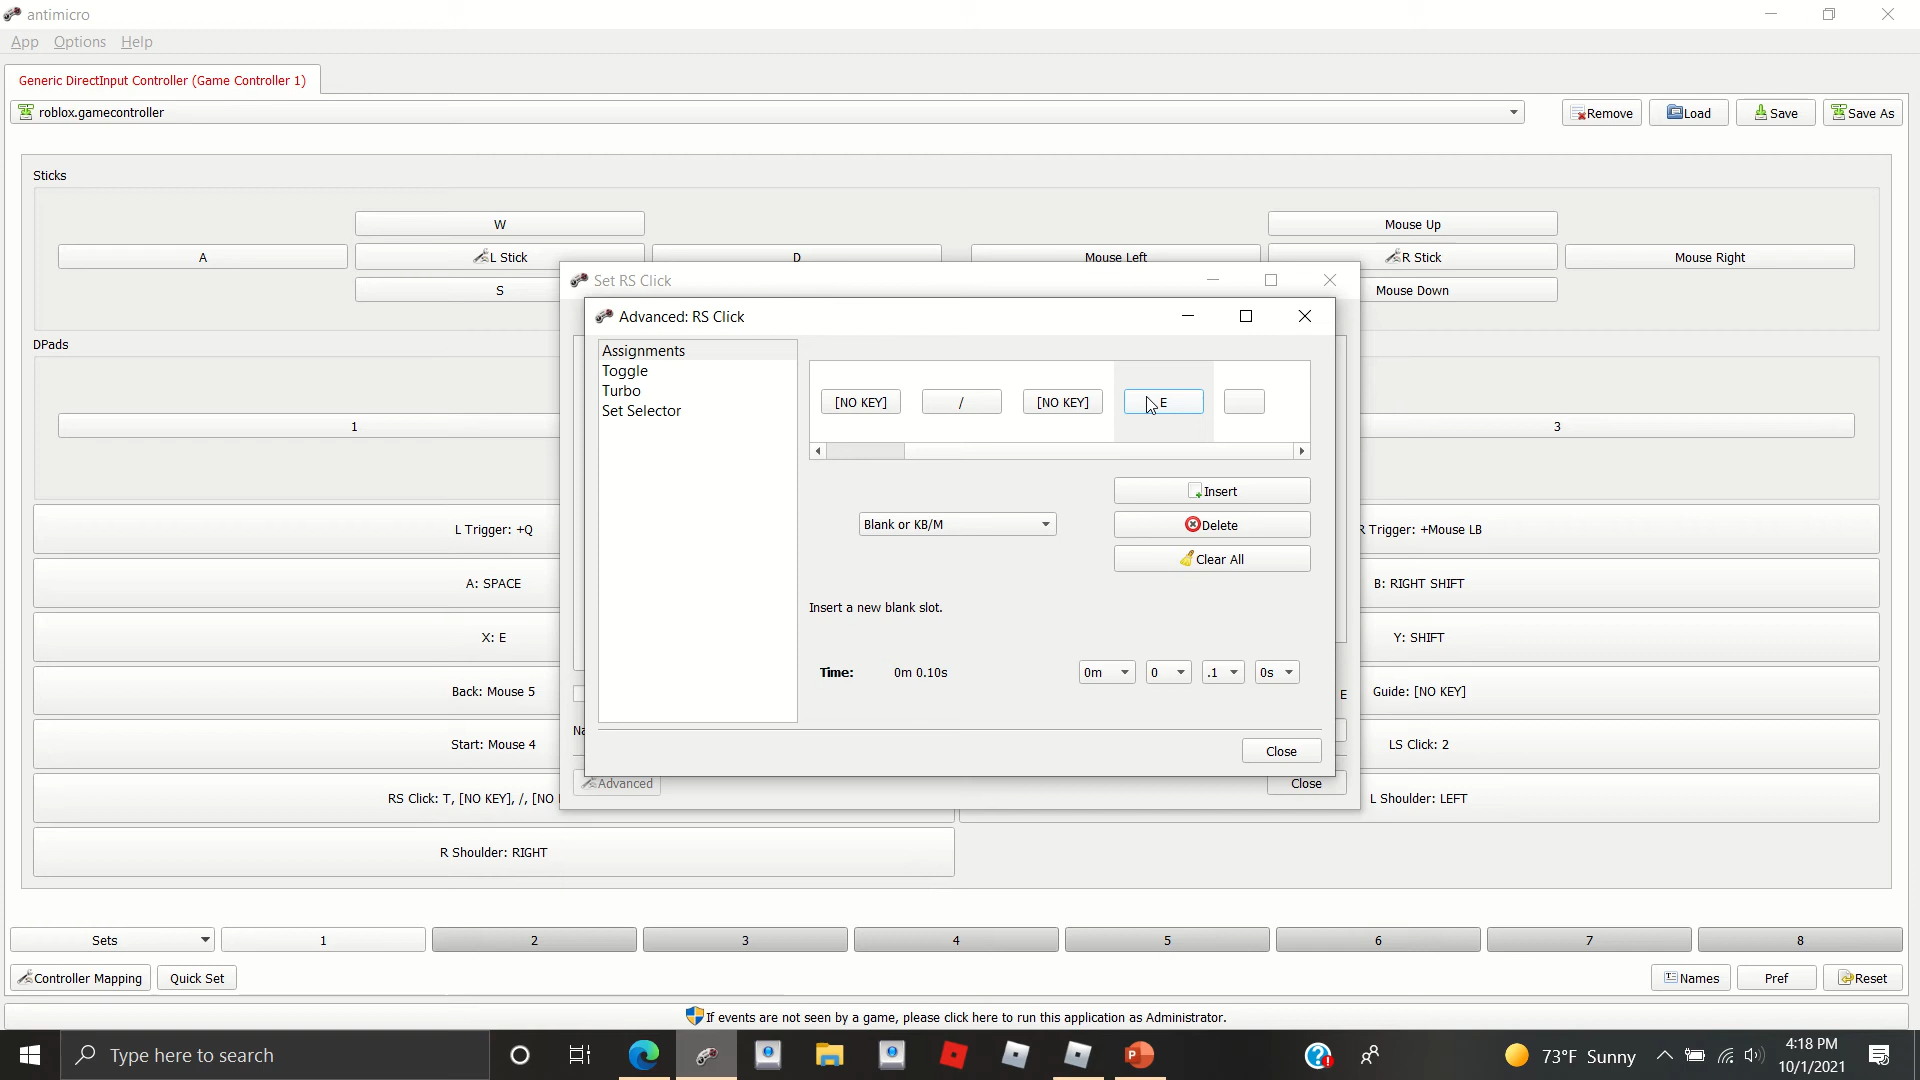 antimicro
App Options Help
Generic DirectInput Controller (Game Controller 1)
roblox.gamecontroller
Remove Load Save Save As
Sticks
W Mouse Up
A L Stick D Mouse Left R Stick Mouse Right
S Mouse Down
Set RS Click
Advanced: RS Click
DPads
Assignments
Toggle
Turbo
Set Selector
[NO KEY] / [NO KEY] E
1 3
Insert
Blank or KB/M Delete
Clear All
L Trigger: +Q Trigger: +Mouse LB
A: SPACE B: RIGHT SHIFT
Insert a new blank slot.
X: E Y: SHIFT
Time: 0m 0.10s 0m 0 .1 0s
Back: Mouse 5 E Guide: [NO KEY]
Na
Start: Mouse 4 LS Click: 2
Close
Advanced Close
RS Click: T, [NO KEY], /, [NO L Shoulder: LEFT
R Shoulder: RIGHT
Sets 1 2 3 4 5 6 7 8
Controller Mapping Quick Set Names Pref Reset
If events are not seen by a game, please click here to run this application as Administrator.
Type here to search 73°F Sunny 4:18 PM
10/1/2021